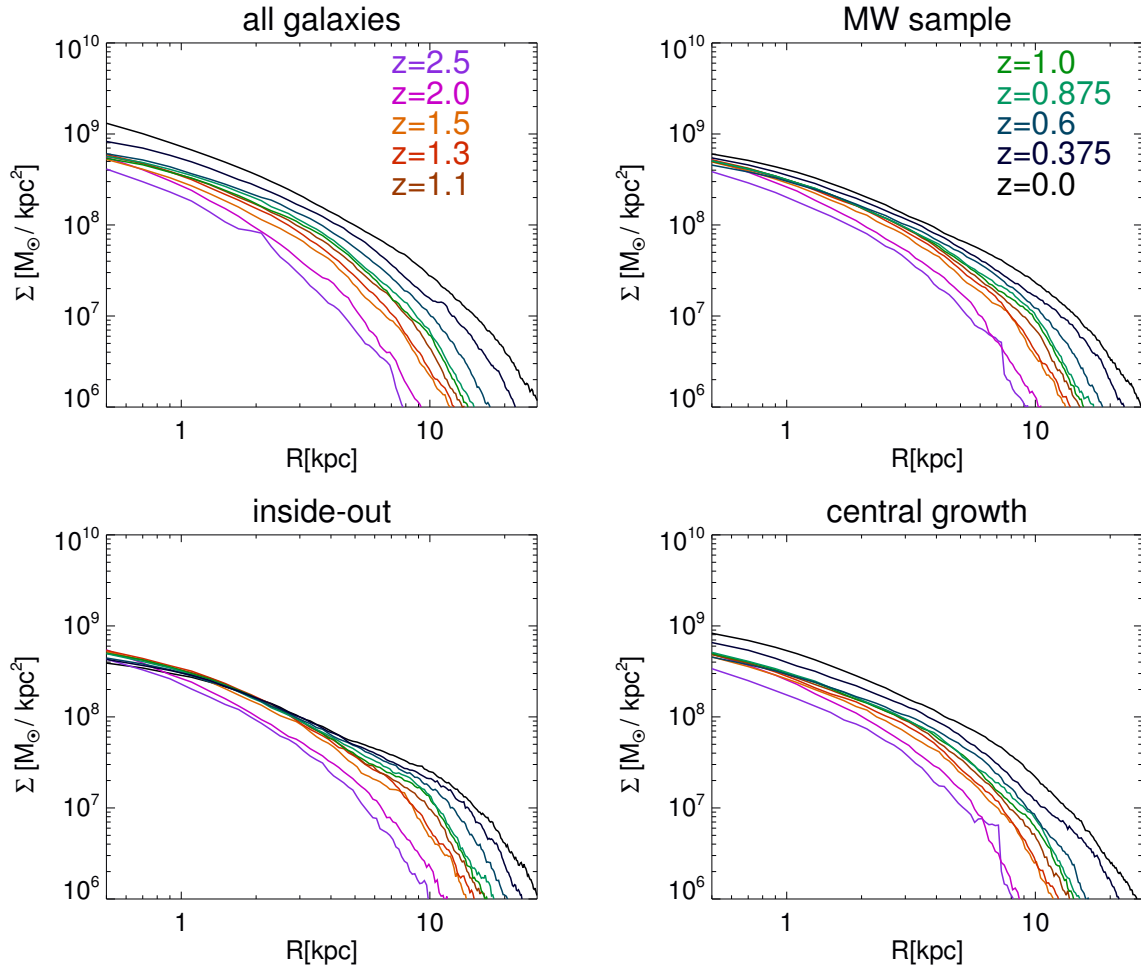 all galaxies
10^10
10^9
10^8
10^7
10^6
Σ [M⊙ / kpc²]
1
10
R[kpc]
z=2.5
z=2.0
z=1.5
z=1.3
z=1.1
MW sample
10^10
10^9
10^8
10^7
10^6
Σ [M⊙ / kpc²]
1
10
R[kpc]
z=1.0
z=0.875
z=0.6
z=0.375
z=0.0
inside-out
10^10
10^9
10^8
10^7
10^6
Σ [M⊙ / kpc²]
1
10
R[kpc]
central growth
10^10
10^9
10^8
10^7
10^6
Σ [M⊙ / kpc²]
1
10
R[kpc]